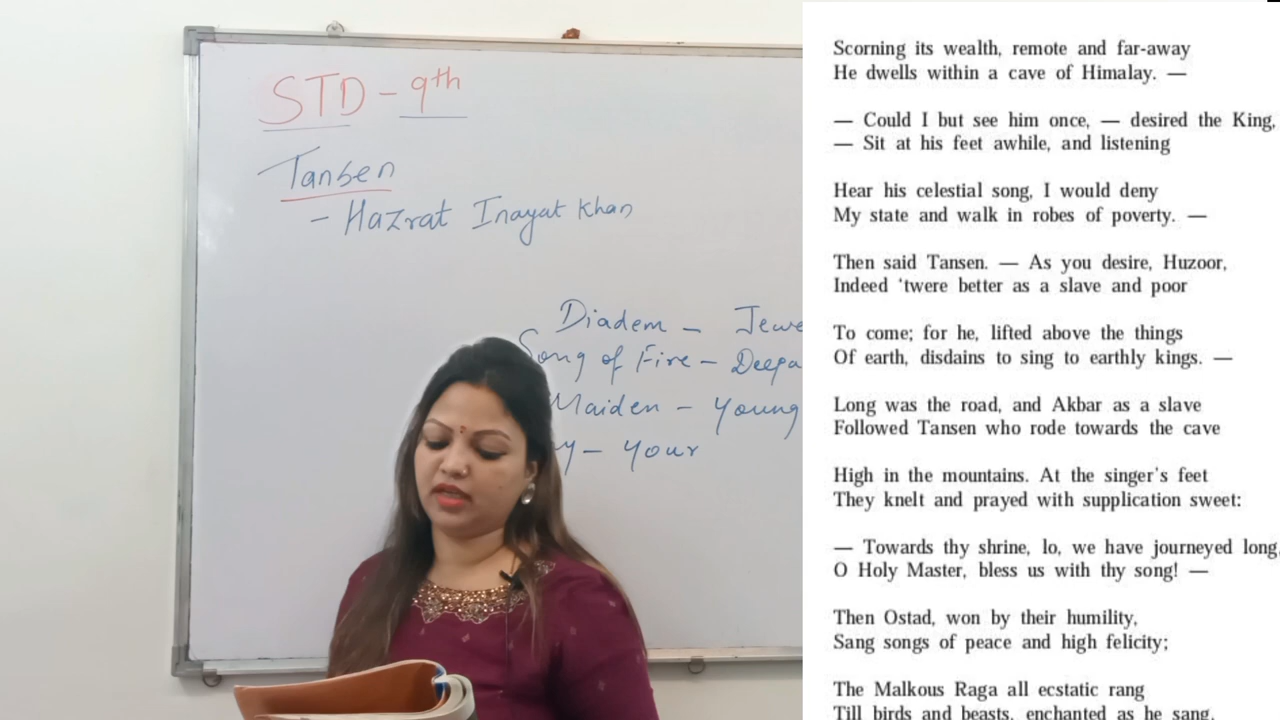 STD - 9th
Tansen
- Hazrat Inayat Khan
Diadem -
Song of Fire -
Maiden - Young
- Your
Scorning its wealth, remote and far-away
He dwells within a cave of Himalay. —
— Could I but see him once, — desired the King,
— Sit at his feet awhile, and listening
Hear his celestial song, I would deny
My state and walk in robes of poverty. —
Then said Tansen. — As you desire, Huzoor,
Indeed ‘twere better as a slave and poor
To come; for he, lifted above the things
Of earth, disdains to sing to earthly kings. —
Long was the road, and Akbar as a slave
Followed Tansen who rode towards the cave
High in the mountains. At the singer's feet
They knelt and prayed with supplication sweet:
— Towards thy shrine, lo, we have journeyed long,
O Holy Master, bless us with thy song! —
Then Ostad, won by their humility,
Sang songs of peace and high felicity;
The Malkous Raga all ecstatic rang
Till birds and beasts, enchanted as he sang,